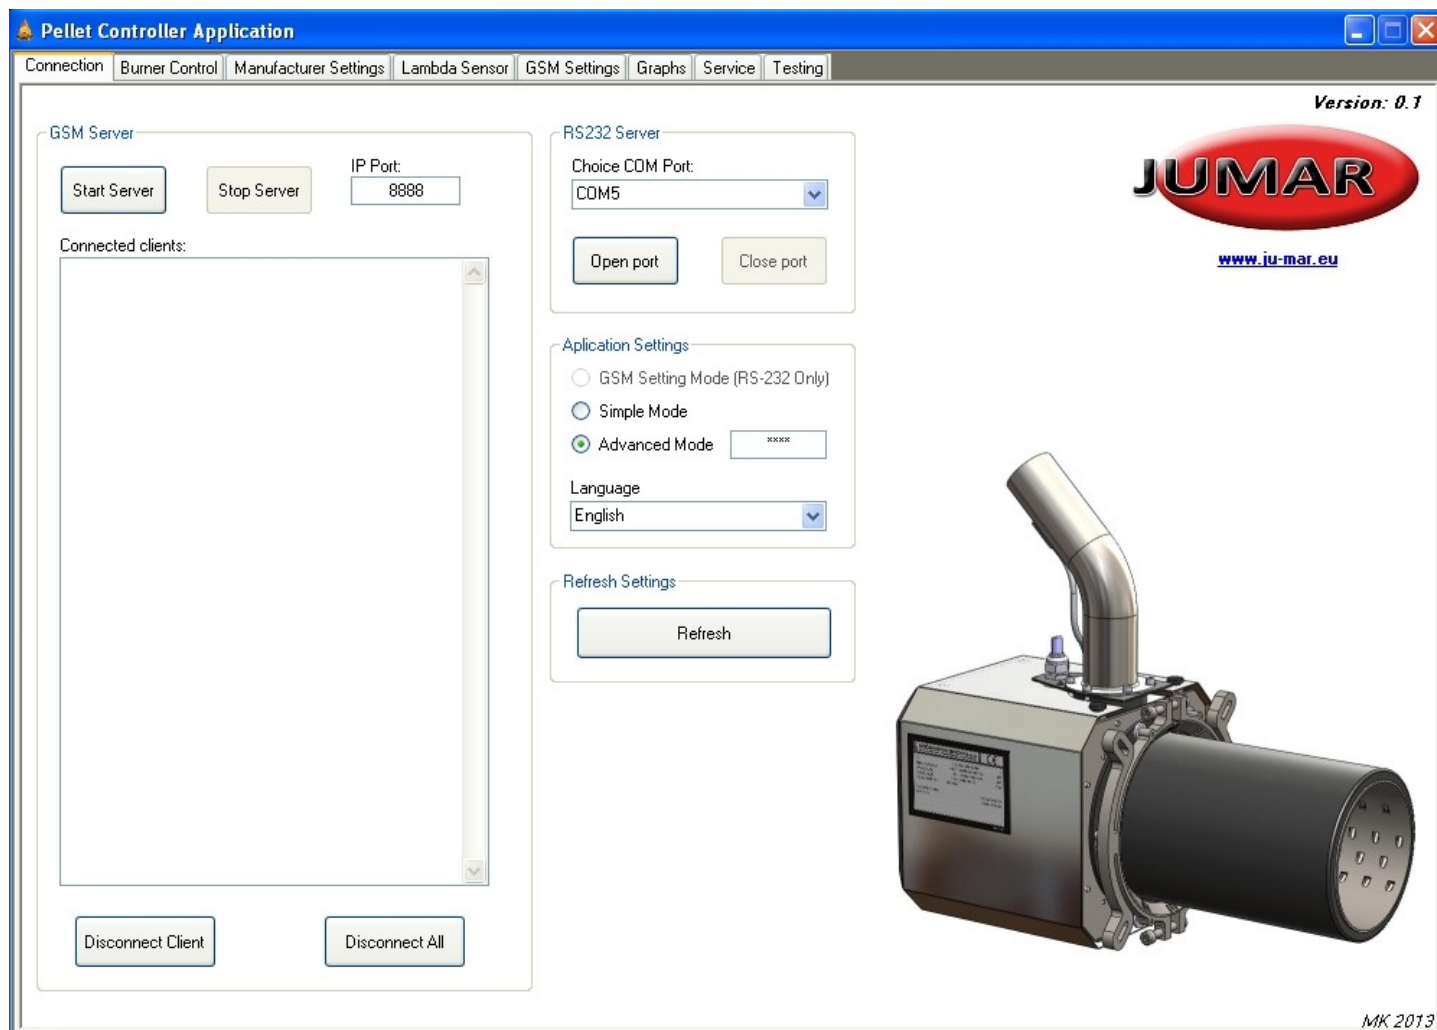 Pellet Controller Application
Connection Burner Control Manufacturer Settings Lambda Sensor GSM Settings Graphs Service Testing
Version: 0.1
GSM Server
Start Server
Stop Server
IP Port:
8888
Connected clients:
Disconnect Client
Disconnect All
RS232 Server
Choice COM Port:
COM5
Open port
Close port
Aplication Settings
GSM Setting Mode (RS-232 Only)
Simple Mode
Advanced Mode
****
Language
English
Refresh Settings
Refresh
JUMAR
www.ju-mar.eu
CE
MK 2013